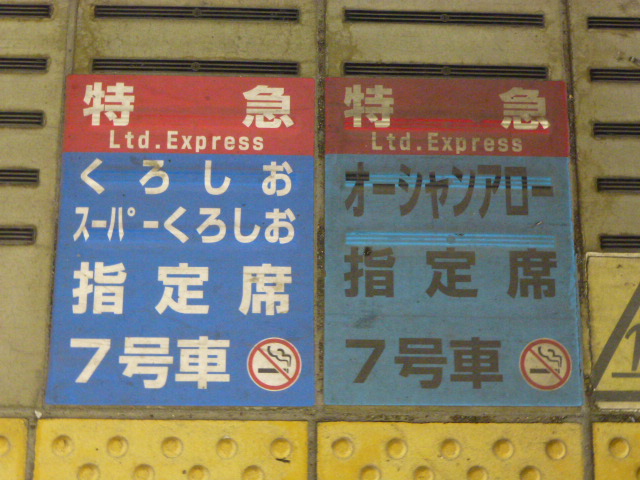 特 急
Ltd.Express
くろしお
スーパーくろしお
指定席
7号車
特 急
Ltd.Express
オーシャンアロー
指定席
7号車